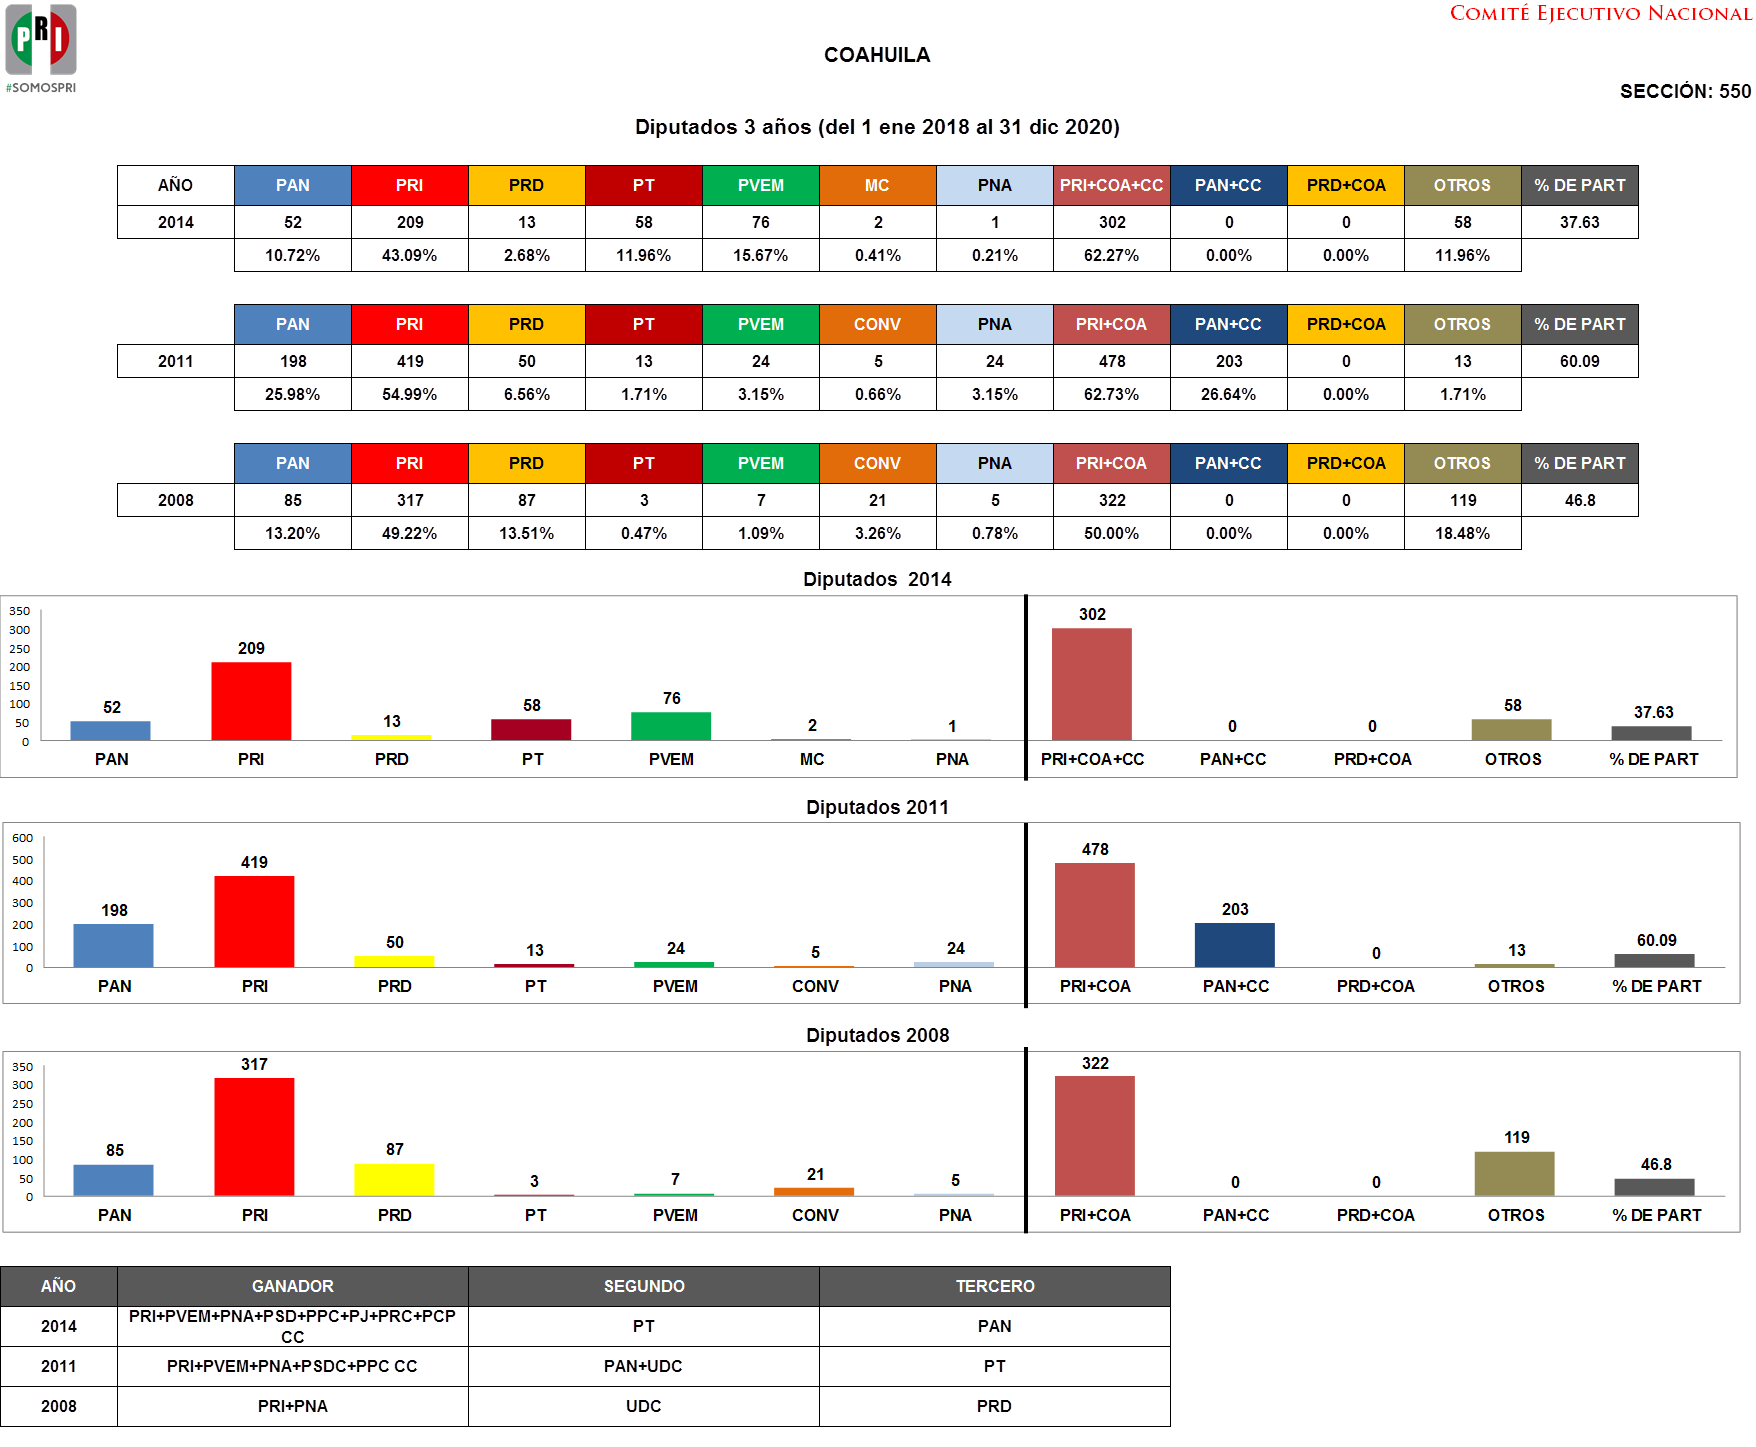 PRI
#SOMOSPRI
COMITÉ EJECUTIVO NACIONAL
COAHUILA
SECCIÓN: 550
Diputados 3 años (del 1 ene 2018 al 31 dic 2020)
AÑO PAN PRI PRD PT PVEM MC PNA PRI+COA+CC PAN+CC PRD+COA OTROS % DE PART
2014 52 209 13 58 76 2 1 302 0 0 58 37.63
10.72% 43.09% 2.68% 11.96% 15.67% 0.41% 0.21% 62.27% 0.00% 0.00% 11.96%
PAN PRI PRD PT PVEM CONV PNA PRI+COA PAN+CC PRD+COA OTROS % DE PART
2011 198 419 50 13 24 5 24 478 203 0 13 60.09
25.98% 54.99% 6.56% 1.71% 3.15% 0.66% 3.15% 62.73% 26.64% 0.00% 1.71%
PAN PRI PRD PT PVEM CONV PNA PRI+COA PAN+CC PRD+COA OTROS % DE PART
2008 85 317 87 3 7 21 5 322 0 0 119 46.8
13.20% 49.22% 13.51% 0.47% 1.09% 3.26% 0.78% 50.00% 0.00% 0.00% 18.48%
Diputados 2014
350
300
250
200
150
100
50
0
52 209 13 58 76 2 1 302 0 0 58 37.63
PAN PRI PRD PT PVEM MC PNA PRI+COA+CC PAN+CC PRD+COA OTROS % DE PART
Diputados 2011
600
500
400
300
200
100
0
198 419 50 13 24 5 24 478 203 0 13 60.09
PAN PRI PRD PT PVEM CONV PNA PRI+COA PAN+CC PRD+COA OTROS % DE PART
Diputados 2008
350
300
250
200
150
100
50
0
85 317 87 3 7 21 5 322 0 0 119 46.8
PAN PRI PRD PT PVEM CONV PNA PRI+COA PAN+CC PRD+COA OTROS % DE PART
AÑO GANADOR SEGUNDO TERCERO
2014 PRI+PVEM+PNA+PSD+PPC+PJ+PRC+PCP CC PT PAN
2011 PRI+PVEM+PNA+PSDC+PPC CC PAN+UDC PT
2008 PRI+PNA UDC PRD